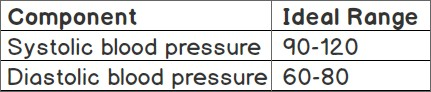 Component Ideal Range
Systolic blood pressure 90-120
Diastolic blood pressure 60-80